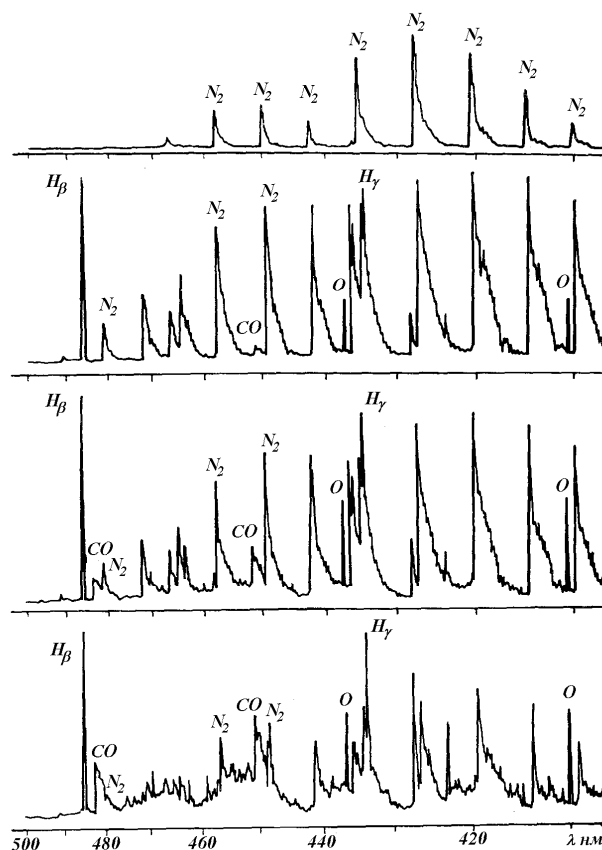 N₂ N₂ N₂ N₂ N₂ N₂ N₂ N₂
Hβ N₂ N₂ CO N₂ O Hγ O
Hβ CO N₂ N₂ CO N₂ O Hγ O
Hβ CO N₂ N₂ CO N₂ O Hγ O
500 480 460 440 420 λ нм